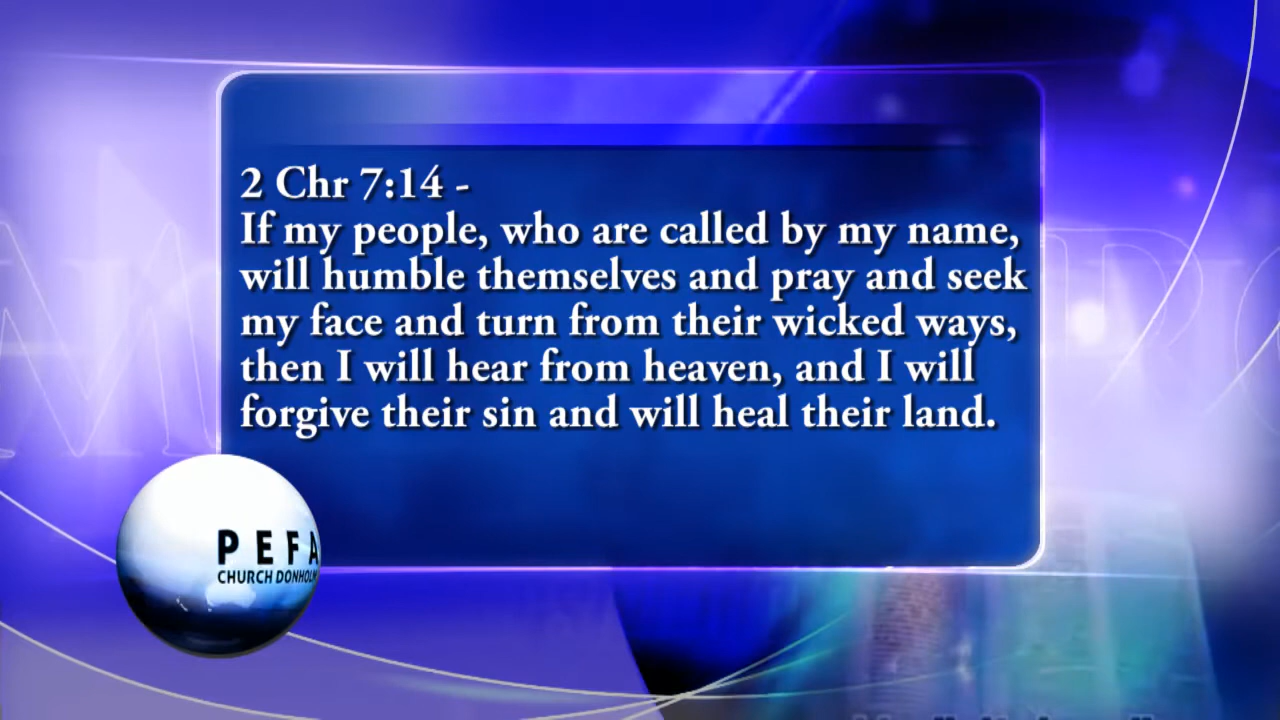 2 Chr 7:14 -
If my people, who are called by my name,
will humble themselves and pray and seek
my face and turn from their wicked ways,
then I will hear from heaven, and I will
forgive their sin and will heal their land.
PEFA
CHURCH DONHOLM